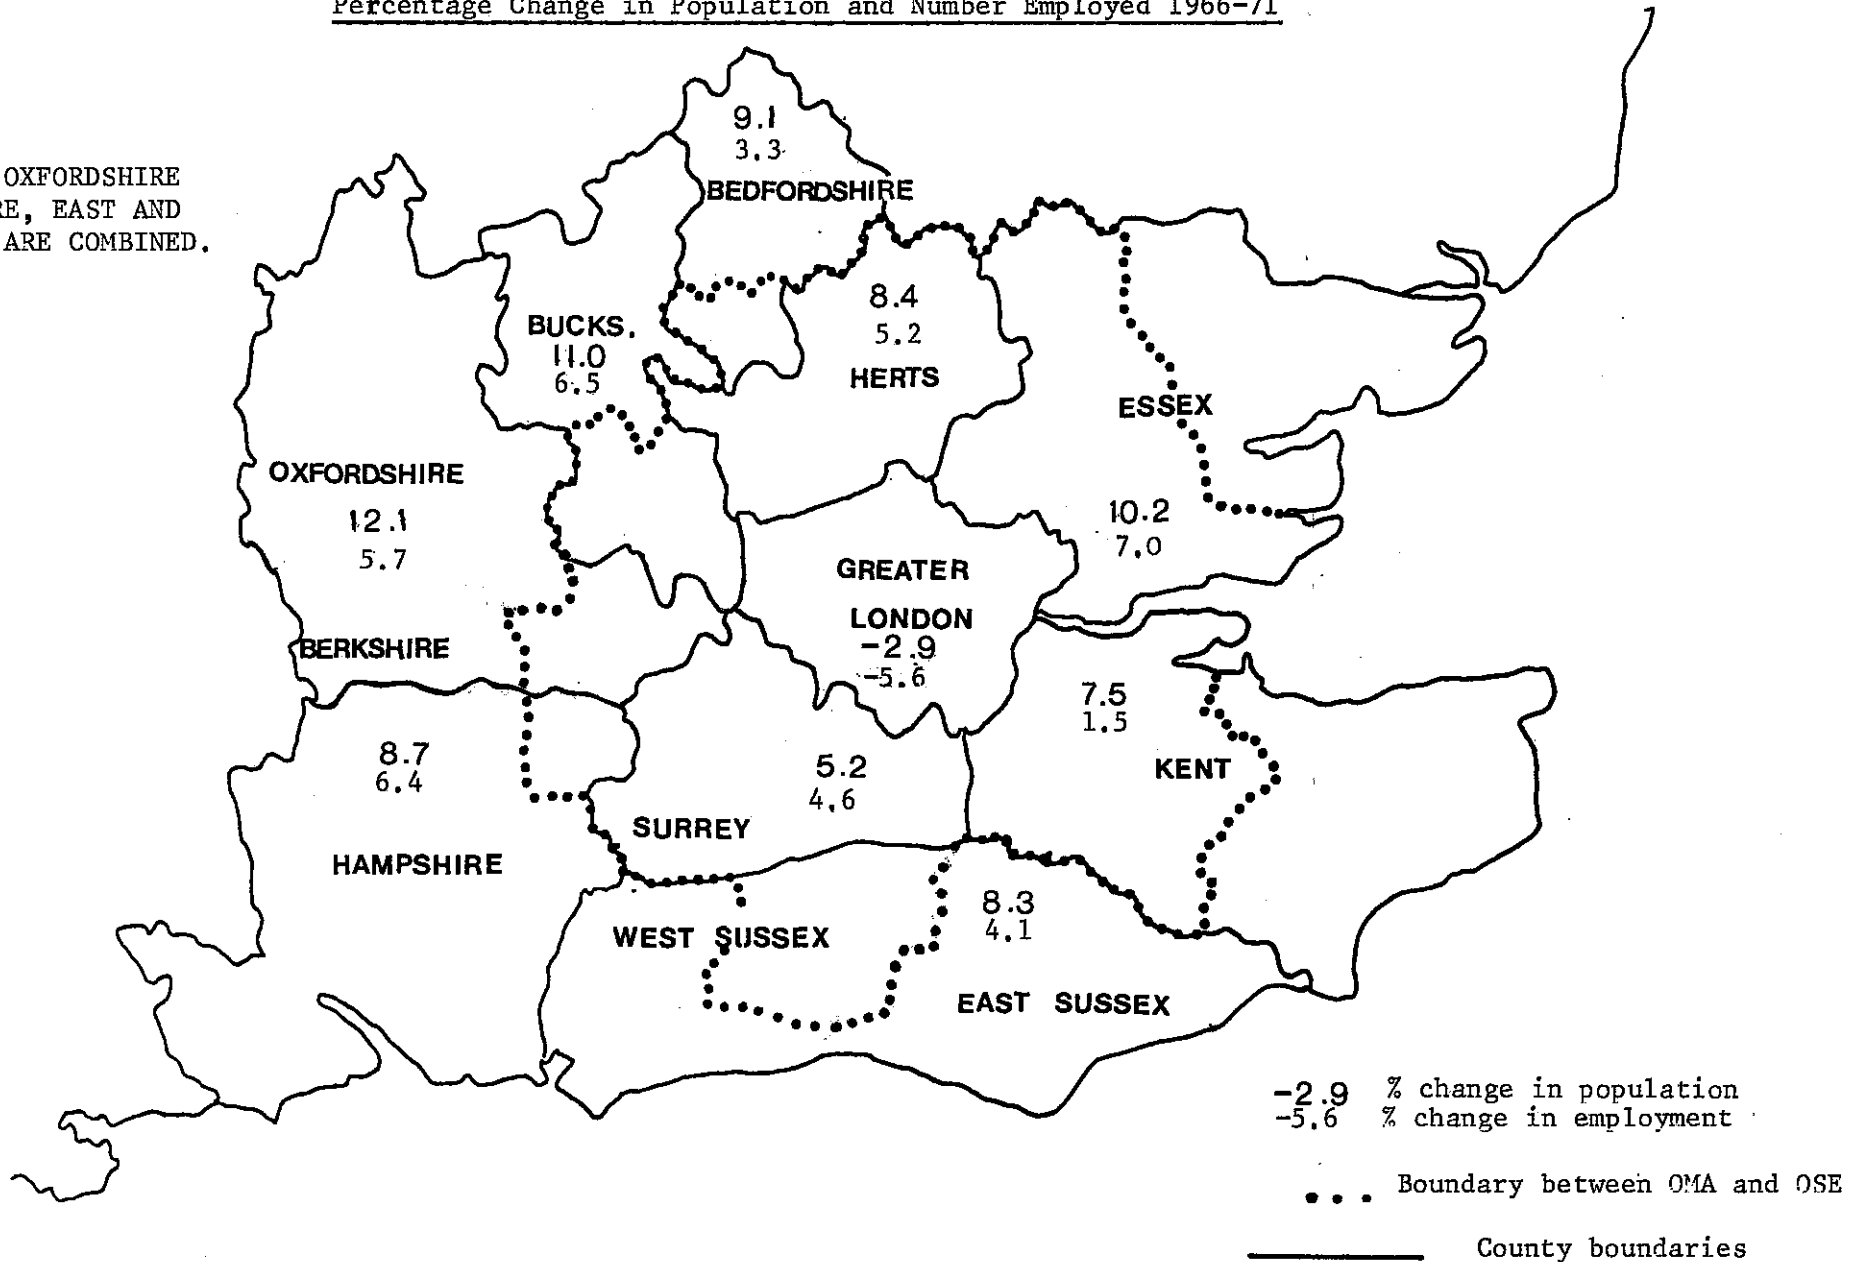 Percentage Change in Population and Number Employed 1966-71
OXFORDSHIRE
EAST AND
ARE COMBINED.
9.1
3.3
BEDFORDSHIRE
BUCKS.
11.0
6.5
8.4
5.2
HERTS
ESSEX
10.2
7.0
OXFORDSHIRE
12.1
5.7
BERKSHIRE
GREATER
LONDON
-2.9
-5.6
7.5
1.5
KENT
8.7
6.4
HAMPSHIRE
5.2
4.6
SURREY
WEST SUSSEX
8.3
4.1
EAST SUSSEX
-2.9 % change in population
-5.6 % change in employment
Boundary between OMA and OSE
County boundaries